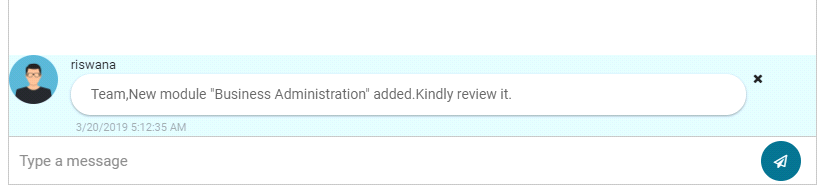 riswana
Team,New module "Business Administration" added.Kindly review it.
3/20/2019 5:12:35 AM
Type a message